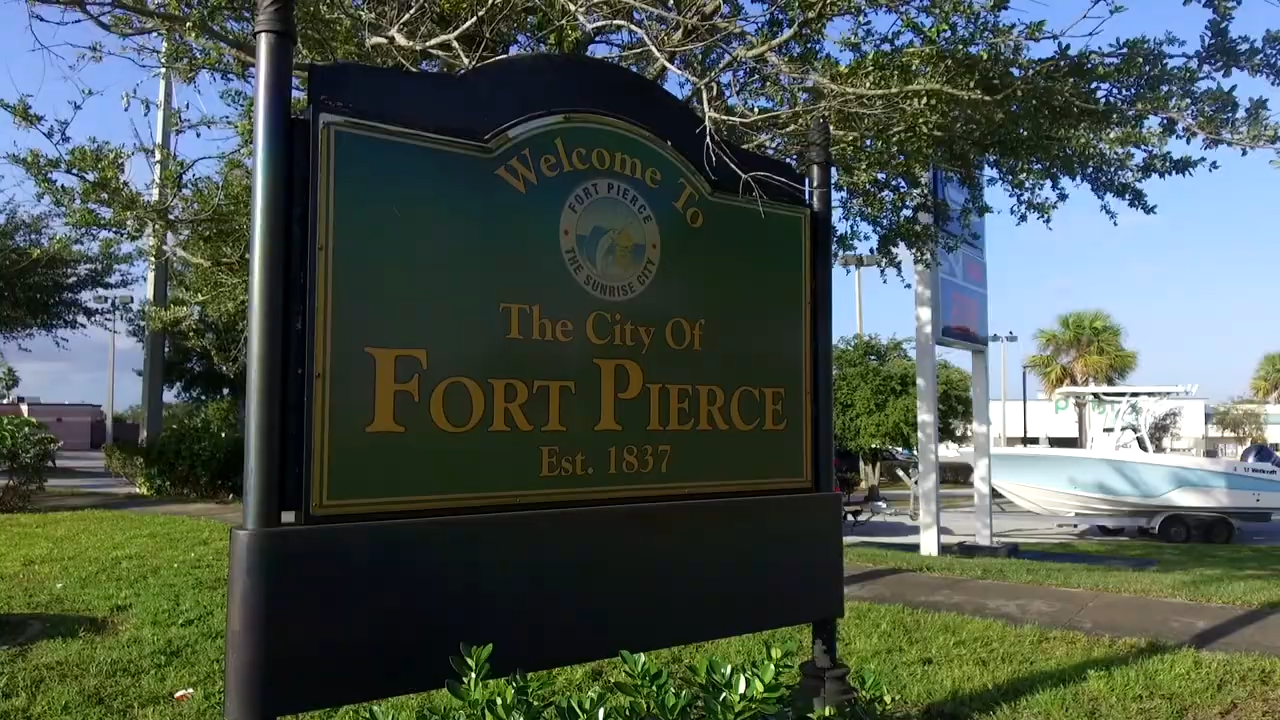 Welcome To
FORT PIERCE
THE SUNRISE CITY
The City Of
FORT PIERCE
Est. 1837